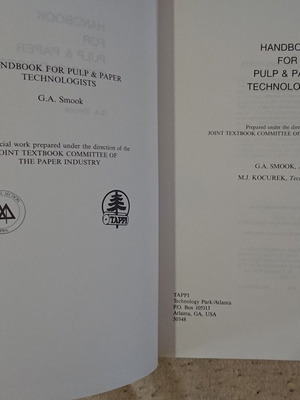 NDBOOK FOR PULP & PAPER
TECHNOLOGISTS
G.A. Smook
cial work prepared under the direction of the
JOINT TEXTBOOK COMMITTEE OF
THE PAPER INDUSTRY
TAPPI
HANDB
FOR
PULP & PA
TECHNOLO
Prepared under the dire
JOINT TEXTBOOK COMMITTEE O
G.A. SMOOK,
M.J. KOCUREK, Tec
TAPPI
Technology Park/Atlanta
P.O. Box 105113
Atlanta, GA, USA
30348